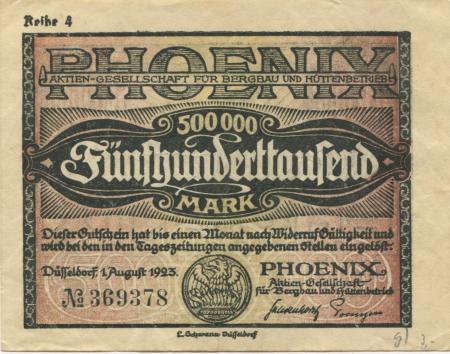 Reihe 4
PHOENIX
AKTIEN-GESELLSCHAFT FÜR BERGBAU UND HÜTTENBETRIEB
500000
Fünfhunderttausend
MARK
Dieser Gutschein hat bis einen Monat nach Widerruf Gültigkeit und
wird bei den in den Tageszeitungen angegebenen Stellen eingelöst.
Düsseldorf, 1. August 1923.
PHOENIX
Aktien-Gesellschaft
für Bergbau und Hüttenbetrieb
№ 369378
L. Schwann Düsseldorf
3,-